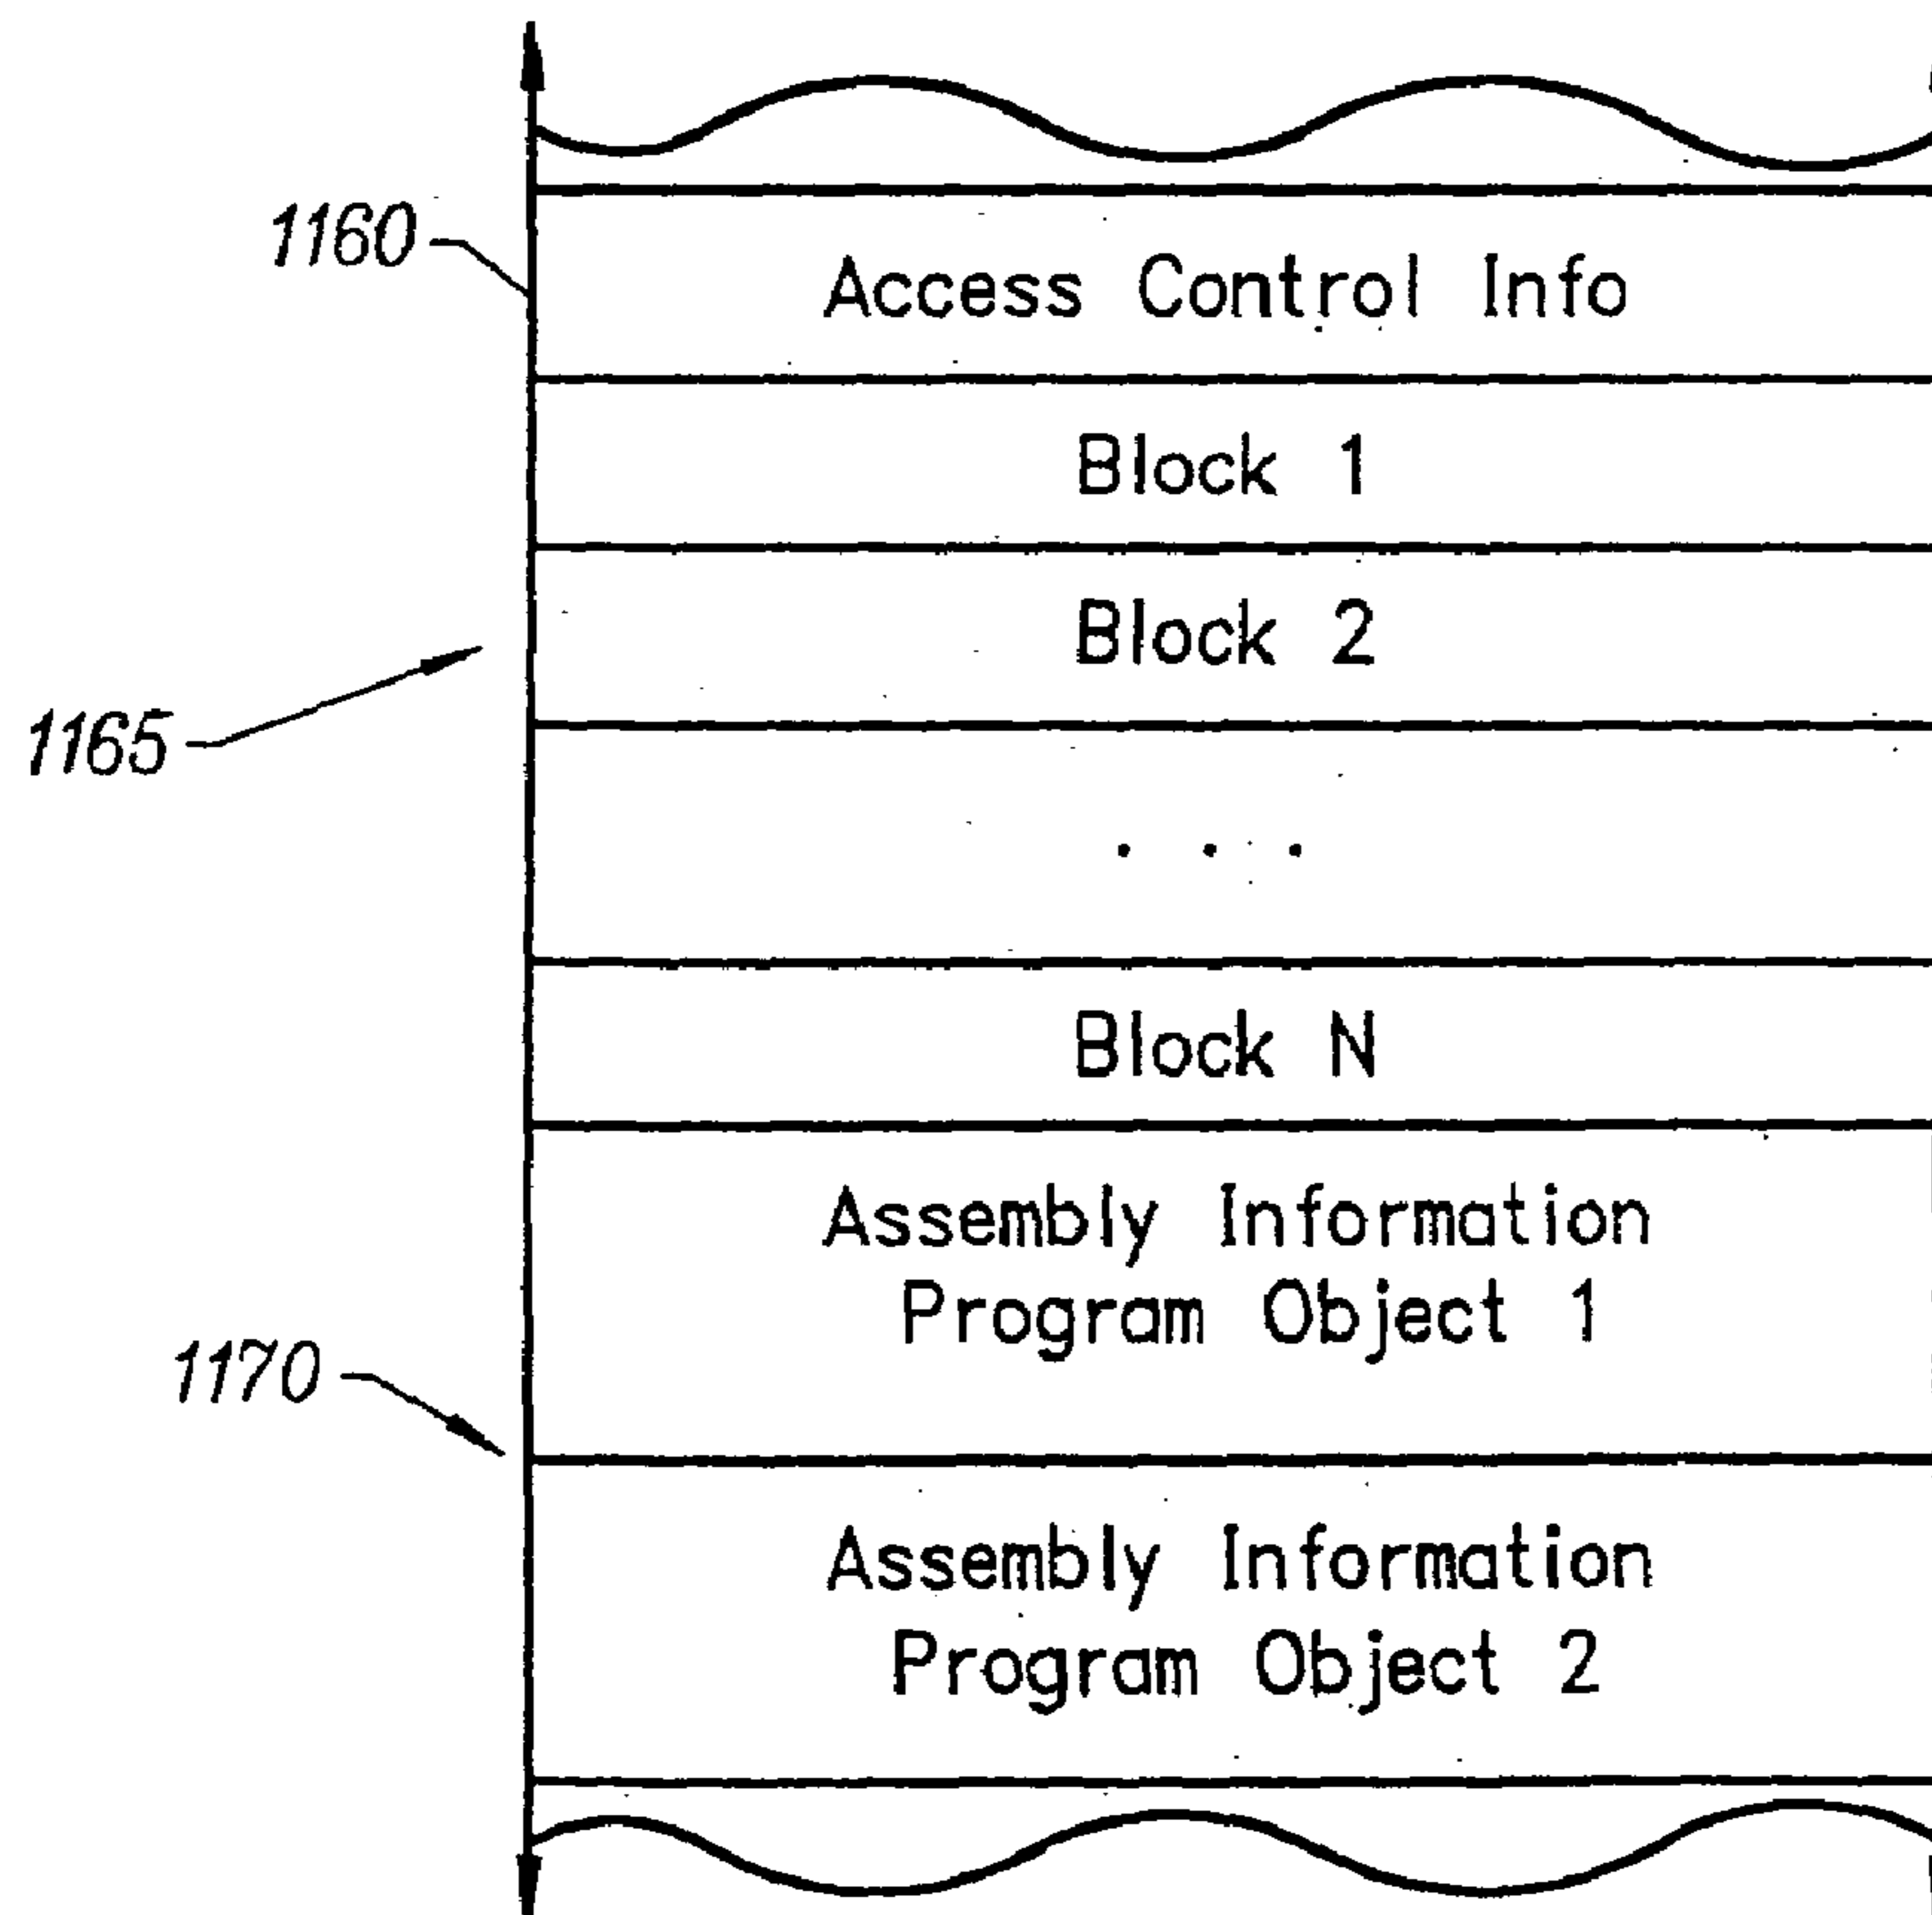 1160
Access Control Info
Block 1
Block 2
1165
. . .
Block N
Assembly Information
Program Object 1
1170
Assembly Information
Program Object 2